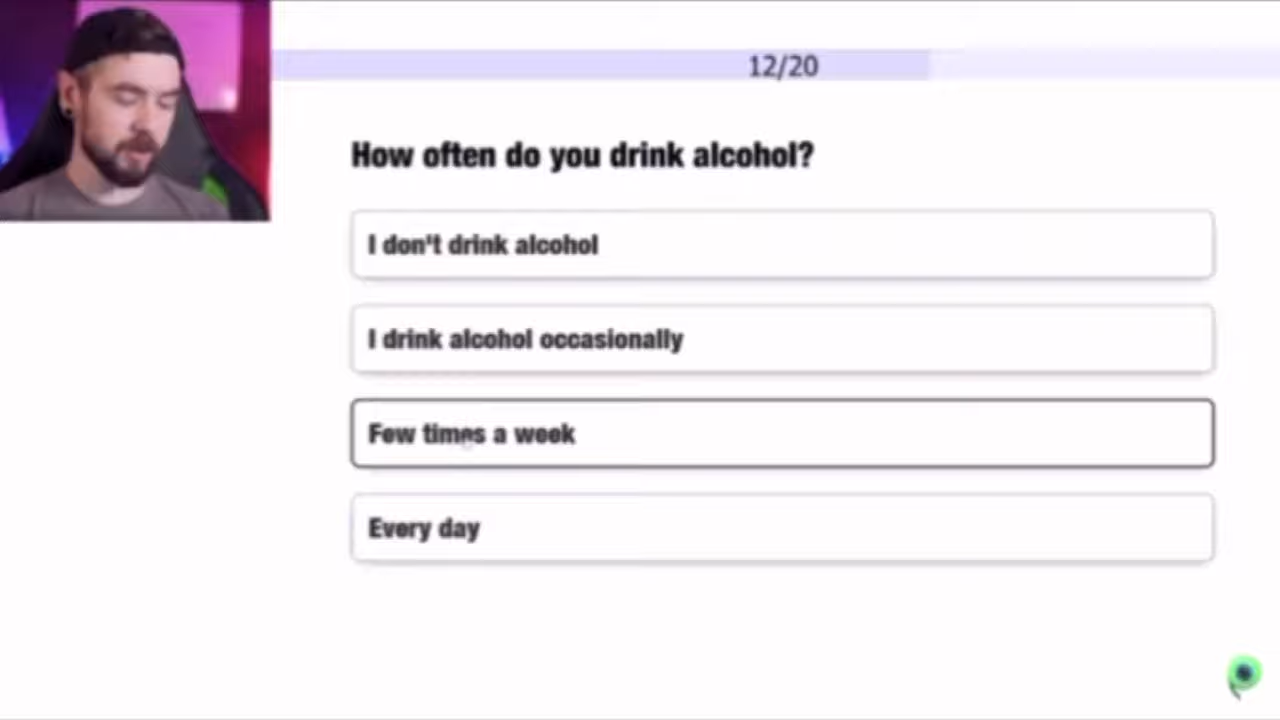 12/20
How often do you drink alcohol?
I don't drink alcohol
I drink alcohol occasionally
Few times a week
Every day